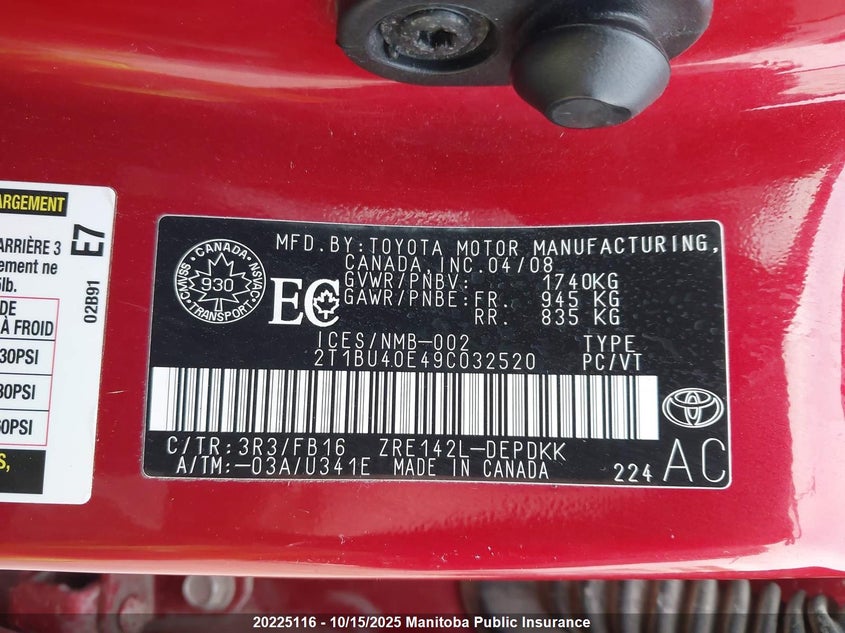 ARGEMENT
ARRIÈRE 3
ement ne
lb.
DE
À FROID
30PSI
30PSI
60PSI
S,
E7
02B91
CANADA
930
TRANSPORT
EC
MFD.BY:TOYOTA MOTOR MANUFACTURING,
CANADA,INC.04/08
GVWR/PNBV: 1740KG
GAWR/PNBE:FR. 945 KG
RR. 835 KG
ICES/NMB-002 TYPE
2T1BU40E49C032520 PC/VT
C/TR:3R3/FB16 ZRE142L-DEPDKK
A/TM:-03A/U341E MADE IN CANADA
224 AC
20225116 - 10/15/2025 Manitoba Public Insurance